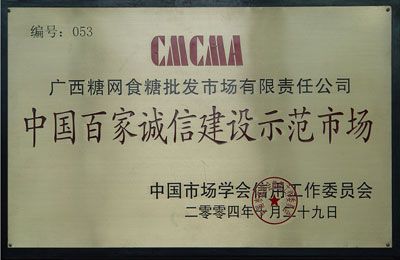 编号：053
CMCMA
广西糖网食糖批发市场有限责任公司
中国百家诚信建设示范市场
中国市场学会信用工作委员会
二零零四年 月二十九日